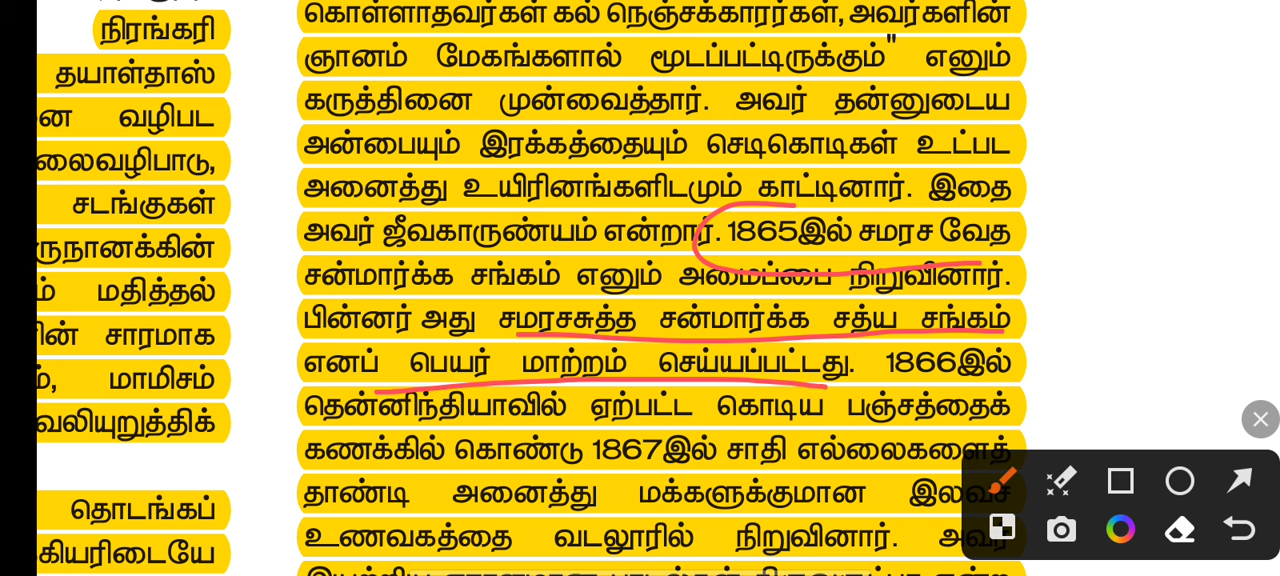 நிரங்கரி
தயாள்தாஸ்
வழிபட
சடங்குகள்
மதித்தல்
சாரமாக
மாமிசம்
தொடங்கப்
கொள்ளாதவர்கள் கல் நெஞ்சக்காரர்கள், அவர்களின்
ஞானம் மேகங்களால் மூடப்பட்டிருக்கும்" எனும்
கருத்தினை முன்வைத்தார். அவர் தன்னுடைய
அன்பையும் இரக்கத்தையும் செடிகொடிகள் உட்பட
அனைத்து உயிரினங்களிடமும் காட்டினார். இதை
அவர் ஜீவகாருண்யம் என்றார். 1865இல் சமரச வேத
சன்மார்க்க சங்கம் எனும் அமைப்பை நிறுவினார்.
பின்னர் அது சமரசசுத்த சன்மார்க்க சத்ய சங்கம்
எனப் பெயர் மாற்றம் செய்யப்பட்டது. 1866இல்
தென்னிந்தியாவில் ஏற்பட்ட கொடிய பஞ்சத்தைக்
கணக்கில் கொண்டு 1867இல் சாதி எல்லைகளைத்
தாண்டி அனைத்து மக்களுக்குமான இலவச
உணவகத்தை வடலூரில் நிறுவினார். அவர்